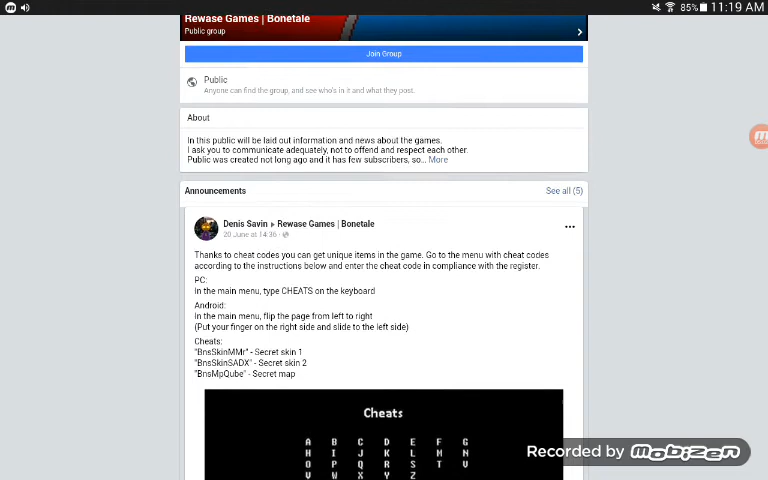 85% 11:19 AM
Rewase Games | Bonetale
Public group
Join Group
Public
Anyone can find the group, and see who's in it and what they post.
About
In this public will be laid out information and news about the games.
I ask you to communicate adequately, not to offend and respect each other.
Public was created not long ago and it has few subscribers, so... More
Announcements
See all (5)
Denis Savin ▸ Rewase Games | Bonetale
20 June at 14:36 ·
Thanks to cheat codes you can get unique items in the game. Go to the menu with cheat codes
according to the instructions below and enter the cheat code in compliance with the register.
PC:
In the main menu, type CHEATS on the keyboard
Android:
In the main menu, flip the page from left to right
(Put your finger on the right side and slide to the left side)
Cheats:
"BnsSkinMMr" - Secret skin 1
"BnsSkinSADX" - Secret skin 2
"BnsMpQube" - Secret map
Cheats
A B C D E F G
H I J K L M N
O P Q R S T U
V W X Y Z
Recorded by mobizen